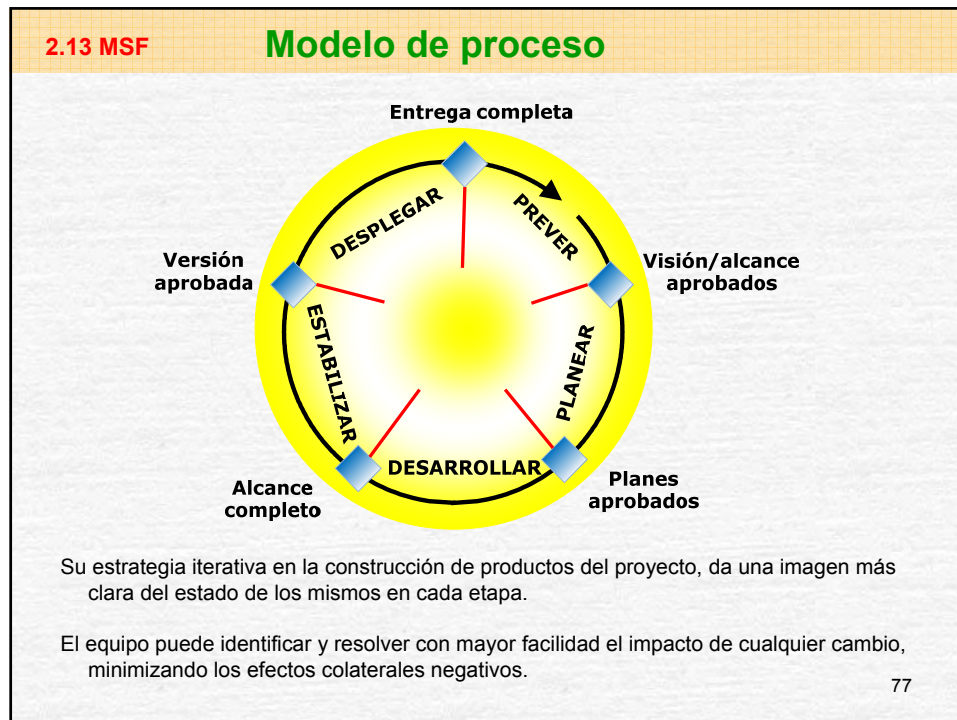 2.13 MSF
Modelo de proceso
Entrega completa
PREVER
Visión/alcance
aprobados
PLANEAR
Planes
aprobados
DESARROLLAR
Alcance
completo
ESTABILIZAR
Versión
aprobada
DESPLEGAR
Su estrategia iterativa en la construcción de productos del proyecto, da una imagen más
clara del estado de los mismos en cada etapa.
El equipo puede identificar y resolver con mayor facilidad el impacto de cualquier cambio,
minimizando los efectos colaterales negativos.
77